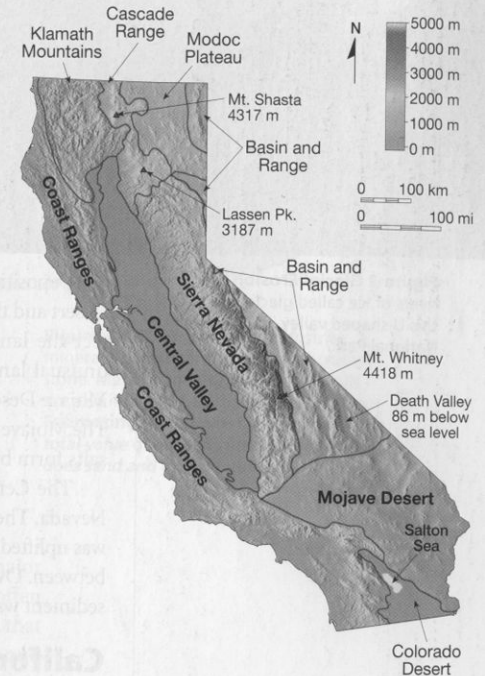 Cascade
Range
Klamath
Mountains
Modoc
Plateau
N
5000 m
4000 m
3000 m
2000 m
1000 m
0 m
Mt. Shasta
4317 m
Basin and
Range
0 100 km
0 100 mi
Lassen Pk.
3187 m
Coast Ranges
Basin and
Range
Sierra Nevada
Central Valley
Mt. Whitney
4418 m
Death Valley
86 m below
sea level
Coast Ranges
Mojave Desert
Salton
Sea
Colorado
Desert